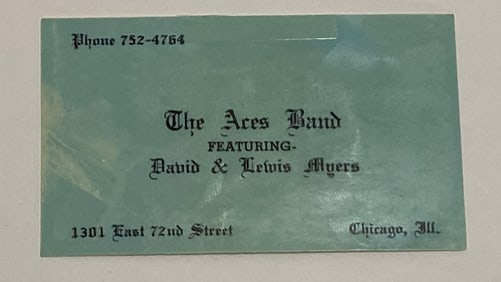 Phone 752-4764
The Aces Band
FEATURING-
David & Lewis Myers
1301 East 72nd Street
Chicago, Ill.